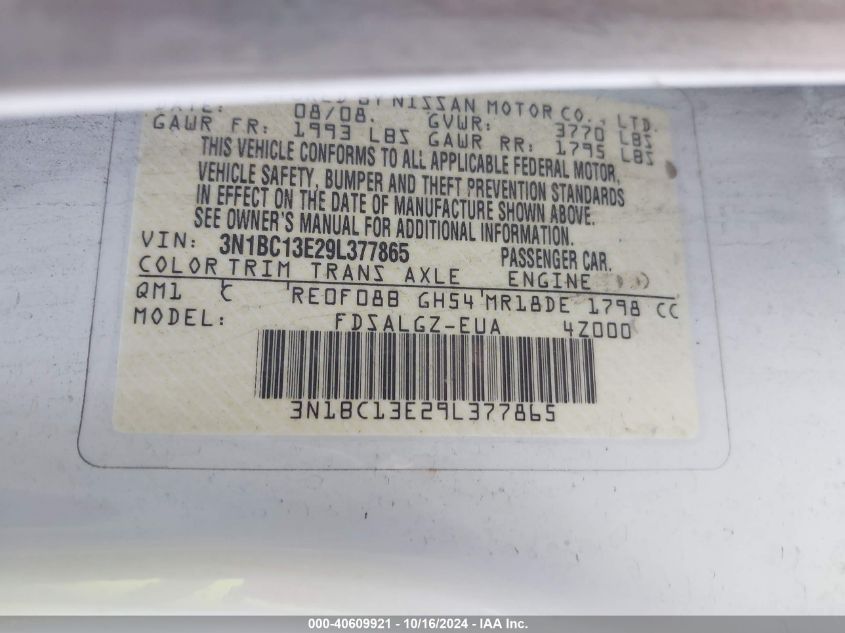 BY NISSAN MOTOR CO., LTD.
DATE: 08/08. GVWR: 3770 LBS
GAWR FR: 1993 LBS GAWR RR: 1795 LBS
THIS VEHICLE CONFORMS TO ALL APPLICABLE FEDERAL MOTOR
VEHICLE SAFETY, BUMPER AND THEFT PREVENTION STANDARDS
IN EFFECT ON THE DATE OF MANUFACTURE SHOWN ABOVE.
SEE OWNER'S MANUAL FOR ADDITIONAL INFORMATION.
VIN: 3N1BC13E29L377865 PASSENGER CAR.
COLOR TRIM TRANS AXLE ENGINE
QM1 C RE0F08B GH54 MR18DE 1798 CC
MODEL: FDSALGZ-EUA 4Z000
3N1BC13E29L377865
000-40609921 - 10/16/2024 - IAA Inc.